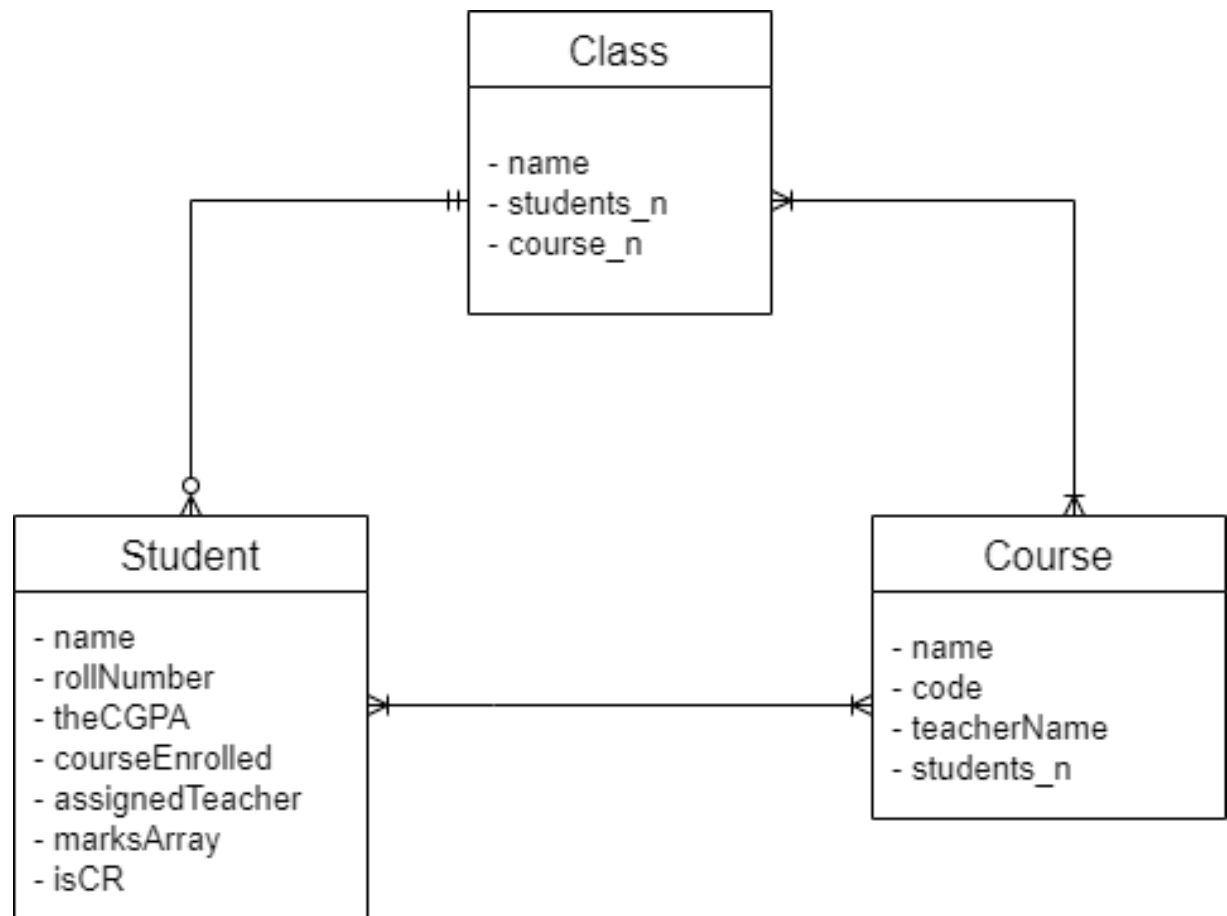 Class
- name
- students_n
- course_n
Student
- name
- rollNumber
- theCGPA
- courseEnrolled
- assignedTeacher
- marksArray
- isCR
Course
- name
- code
- teacherName
- students_n